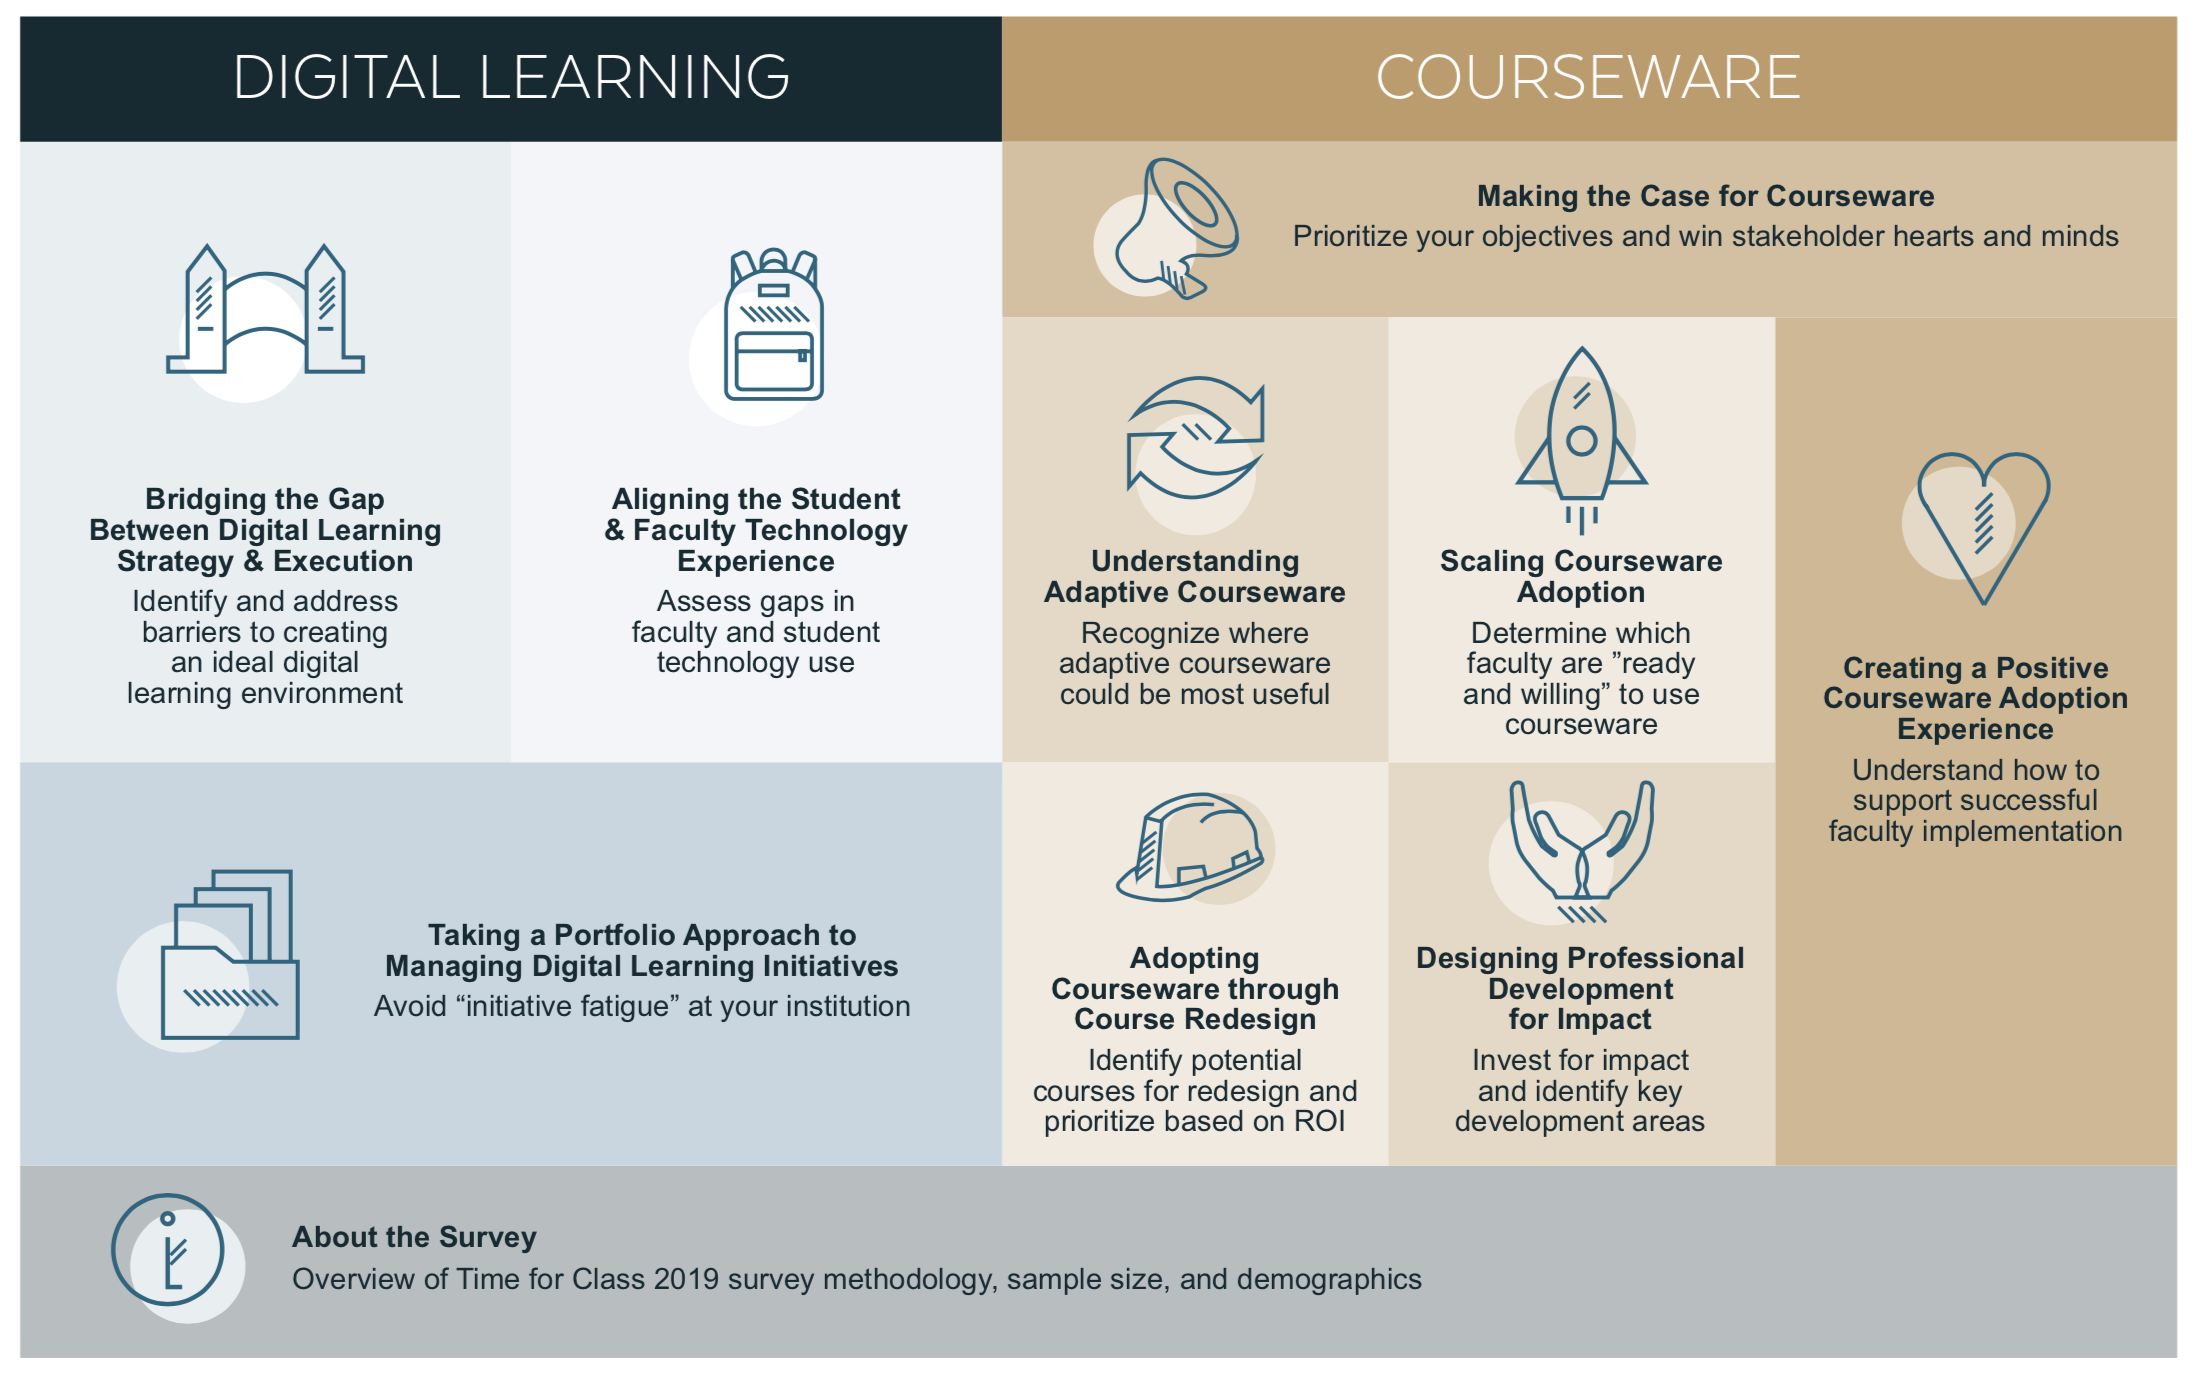 DIGITAL LEARNING
COURSEWARE
Bridging the Gap
Between Digital Learning
Strategy & Execution
Identify and address
barriers to creating
an ideal digital
learning environment
Aligning the Student
& Faculty Technology
Experience
Assess gaps in
faculty and student
technology use
Taking a Portfolio Approach to
Managing Digital Learning Initiatives
Avoid “initiative fatigue” at your institution
Making the Case for Courseware
Prioritize your objectives and win stakeholder hearts and minds
Understanding
Adaptive Courseware
Recognize where
adaptive courseware
could be most useful
Scaling Courseware
Adoption
Determine which
faculty are ”ready
and willing” to use
courseware
Adopting
Courseware through
Course Redesign
Identify potential
courses for redesign and
prioritize based on ROI
Designing Professional
Development
for Impact
Invest for impact
and identify key
development areas
Creating a Positive
Courseware Adoption
Experience
Understand how to
support successful
faculty implementation
About the Survey
Overview of Time for Class 2019 survey methodology, sample size, and demographics